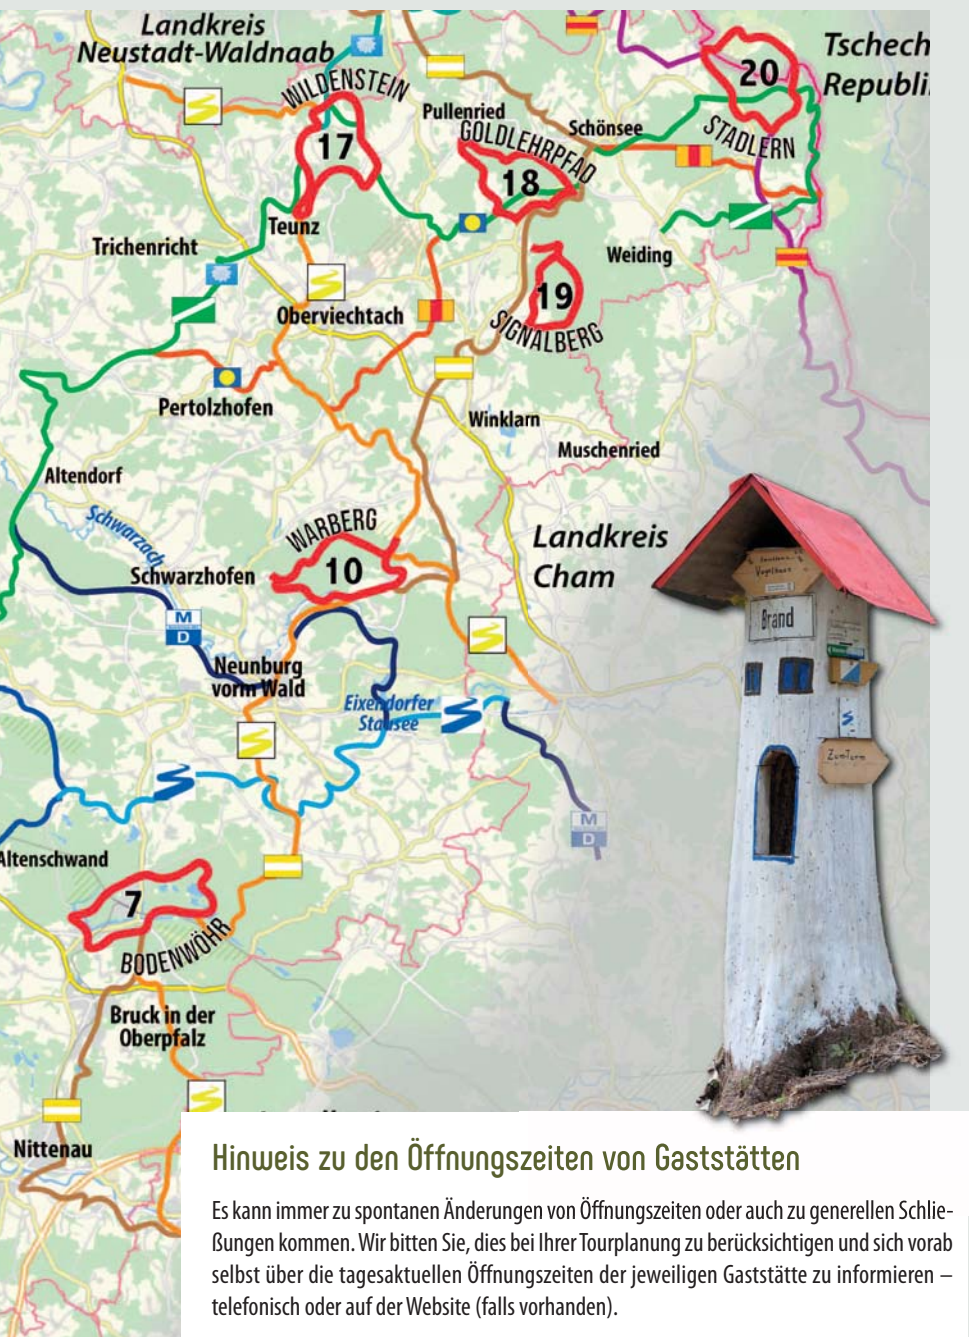 Landkreis
Neustadt-Waldnaab
Tschech
Republi
20
WILDENSTEIN
Pullenried
GOLDLEHRPFAD
Schönsee
STADLERN
17
18
Teunz
Trichenricht
Weiding
19
Oberviechtach
SIGNALBERG
Pertolzhofen
Winklarn
Muschenried
Altendorf
Schwarzach
WARBERG
Landkreis
Cham
Schwarzhofen
10
Brand
M
D
Neunburg
vorm Wald
Eixendorfer
Stausee
Zum Turm
M
D
Altenschwand
7
BODENWÖHR
Bruck in der
Oberpfalz
Nittenau
Hinweis zu den Öffnungszeiten von Gaststätten
Es kann immer zu spontanen Änderungen von Öffnungszeiten oder auch zu generellen Schlie-
ßungen kommen. Wir bitten Sie, dies bei Ihrer Tourplanung zu berücksichtigen und sich vorab
selbst über die tagesaktuellen Öffnungszeiten der jeweiligen Gaststätte zu informieren –
telefonisch oder auf der Website (falls vorhanden).